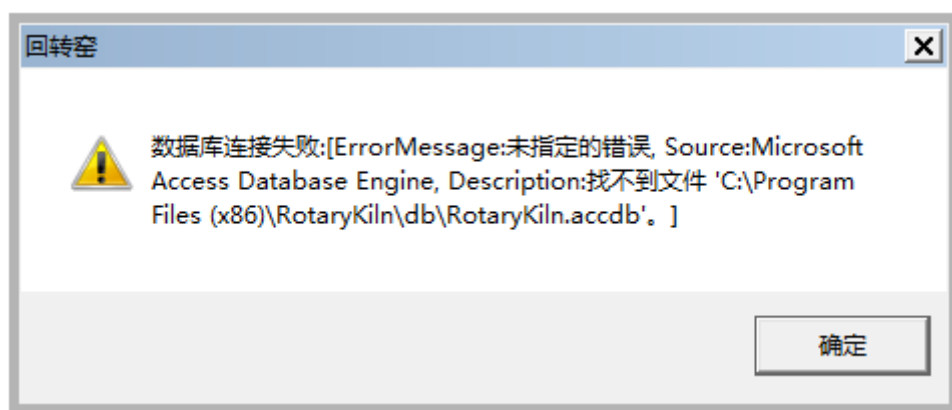 回转窑
数据库连接失败:[ErrorMessage:未指定的错误, Source:Microsoft
Access Database Engine, Description:找不到文件 'C:\Program
Files (x86)\RotaryKiln\db\RotaryKiln.accdb'。]
确定